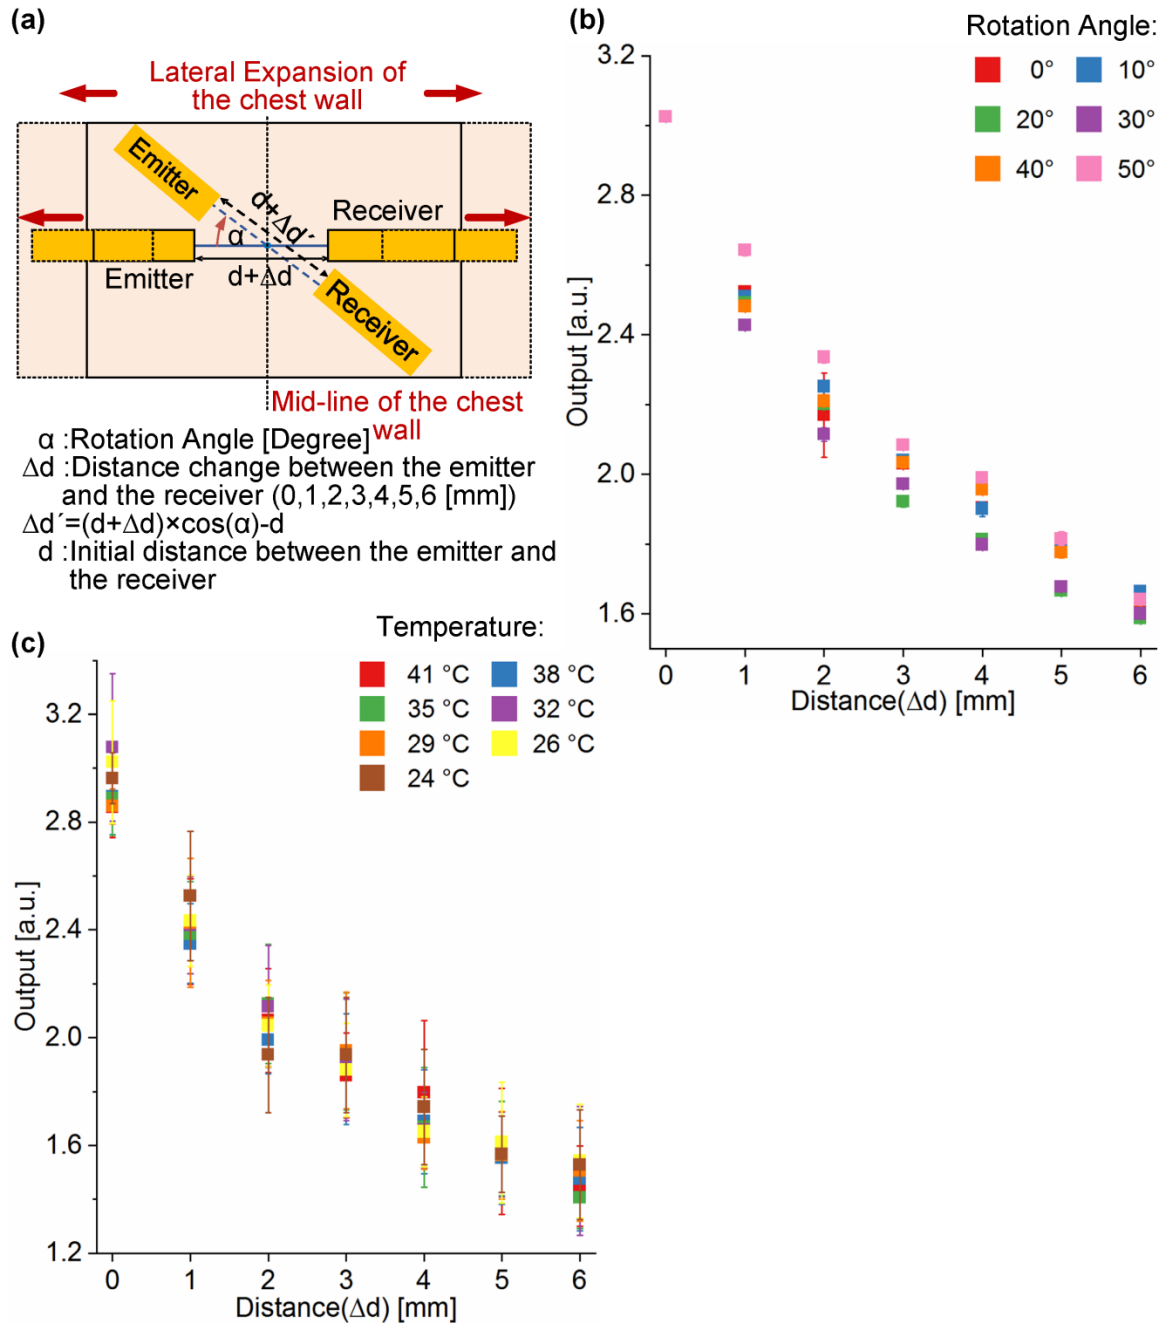 (a)
Lateral Expansion of
the chest wall
Emitter
d+Δd´
Receiver
α
Emitter
d+Δd
Receiver
Mid-line of the chest
wall
α :Rotation Angle [Degree]
Δd :Distance change between the emitter
and the receiver (0,1,2,3,4,5,6 [mm])
Δd´=(d+Δd)×cos(α)-d
d :Initial distance between the emitter and
the receiver
(b)
Rotation Angle:
0° 10°
20° 30°
40° 50°
3.2
2.8
2.4
2.0
1.6
Output [a.u.]
0 1 2 3 4 5 6
Distance(Δd) [mm]
(c)
Temperature:
41 °C 38 °C
35 °C 32 °C
29 °C 26 °C
24 °C
3.2
2.8
2.4
2.0
1.6
1.2
Output [a.u.]
0 1 2 3 4 5 6
Distance(Δd) [mm]